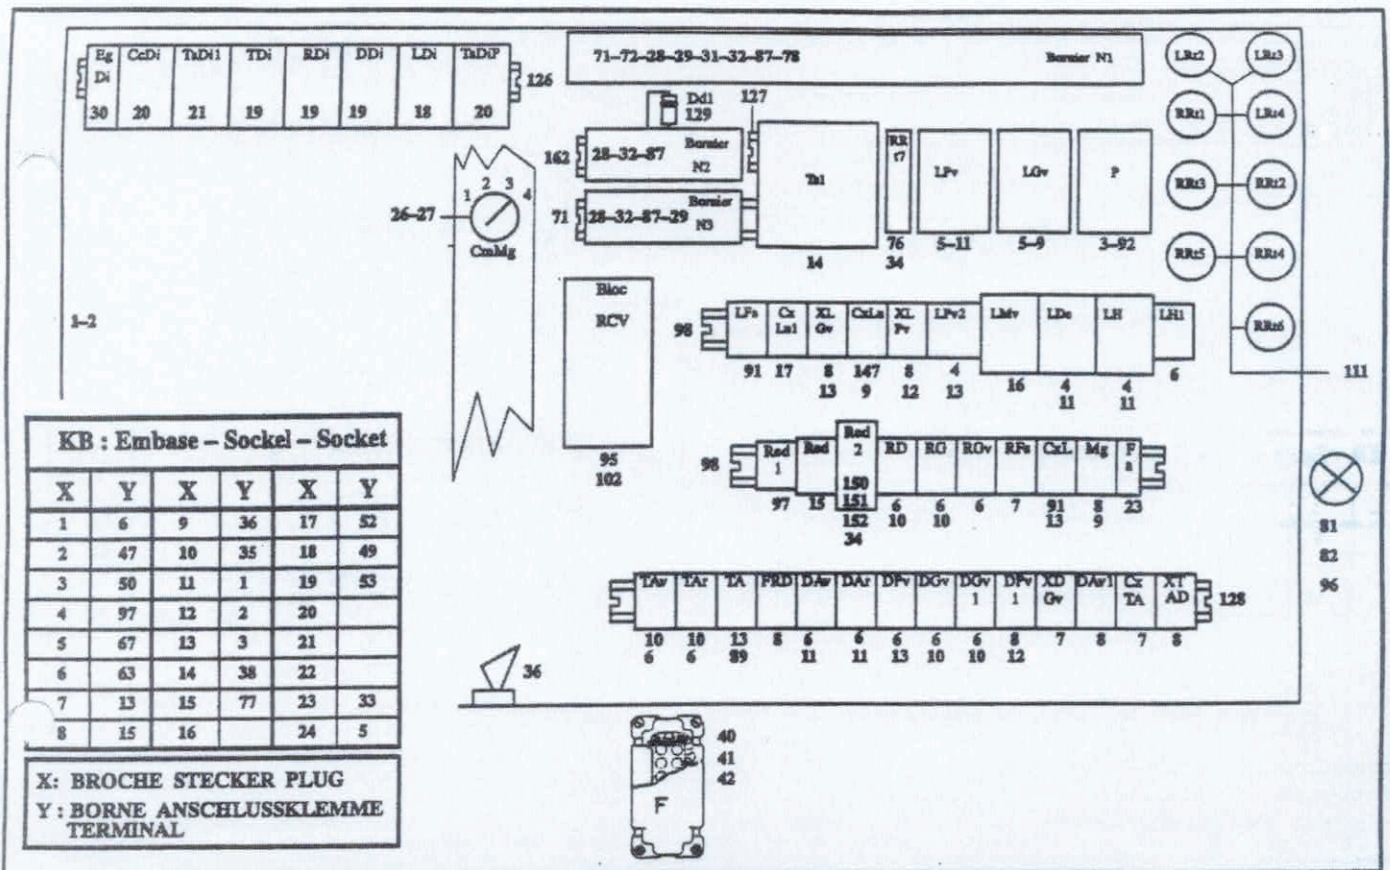 Eg CcDi TaDi1 TDi RDi DDi LDi TaDiP
Di
30 20 21 19 19 19 18 20
126
71-72-28-29-31-32-87-78 Bornier N1
LRt2 LRt3
RRt1 LRt4
RRt3 RRt2
RRt5 RRt4
RRt6
111
Dd1
129
127
162 28-32-87 Bornier
N2
71 28-32-87-29 Bornier
N3
Ta1
14
RR
t7
76
34
LPv
5-11
LGv
5-9
P
3-92
26-27
1 2 3 4
CmMg
1-2
Bloc
RCV
95
102
98
LFs Cx XL CxLa XL LPv2 LMv LDe LH LH1
La1 Gv Pv
91 17 8 147 8 4 16 4 4 6
13 9 12 13 11 11
98
Red Red Red RD RG RGv RFs CxL Mg F
1 2 a
150
151
97 15 152 6 6 6 7 91 8 23
34 10 10 13 9
TAv TAr TA FRD DAv DAr DPv DGv DGv DPv XD DAv1 Cx XT
1 1 Gv TA AD
128
10 10 13 8 6 6 6 6 6 8 7 8 7 8
6 6 89 11 11 13 10 10 12
81
82
96
36
40
41
42
F
KB : Embase – Sockel – Socket
X Y X Y X Y
1 6 9 36 17 52
2 47 10 35 18 49
3 50 11 1 19 53
4 97 12 2 20
5 67 13 3 21
6 63 14 38 22
7 13 15 77 23 33
8 15 16 24 5
X: BROCHE STECKER PLUG
Y : BORNE ANSCHLUSSKLEMME
TERMINAL